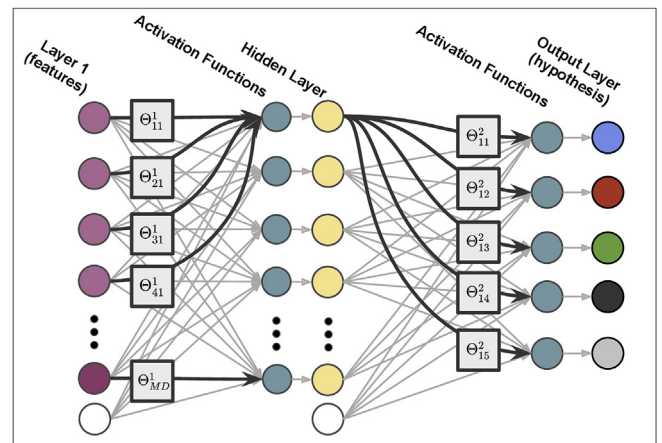 Layer 1
(features)
Activation Functions
Hidden Layer
Activation Functions
Output Layer
(hypothesis)
Θ¹₁₁
Θ¹₂₁
Θ¹₃₁
Θ¹₄₁
Θ¹_MD
Θ²₁₁
Θ²₁₂
Θ²₁₃
Θ²₁₄
Θ²₁₅